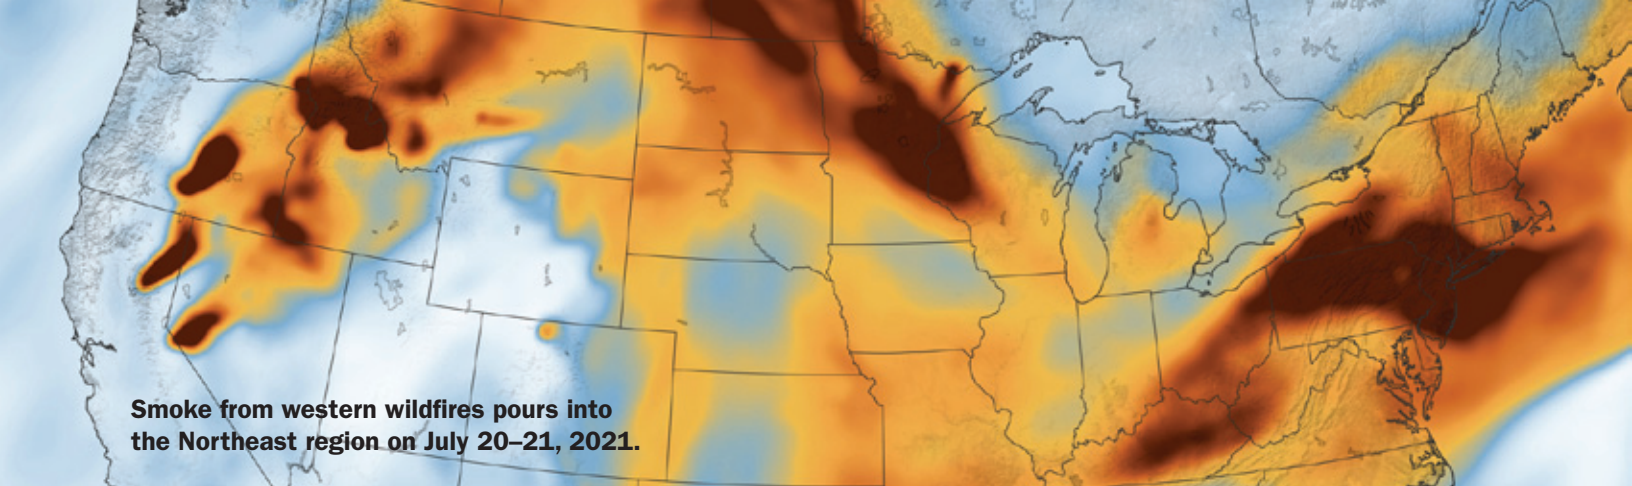 Smoke from western wildfires pours into
the Northeast region on July 20–21, 2021.